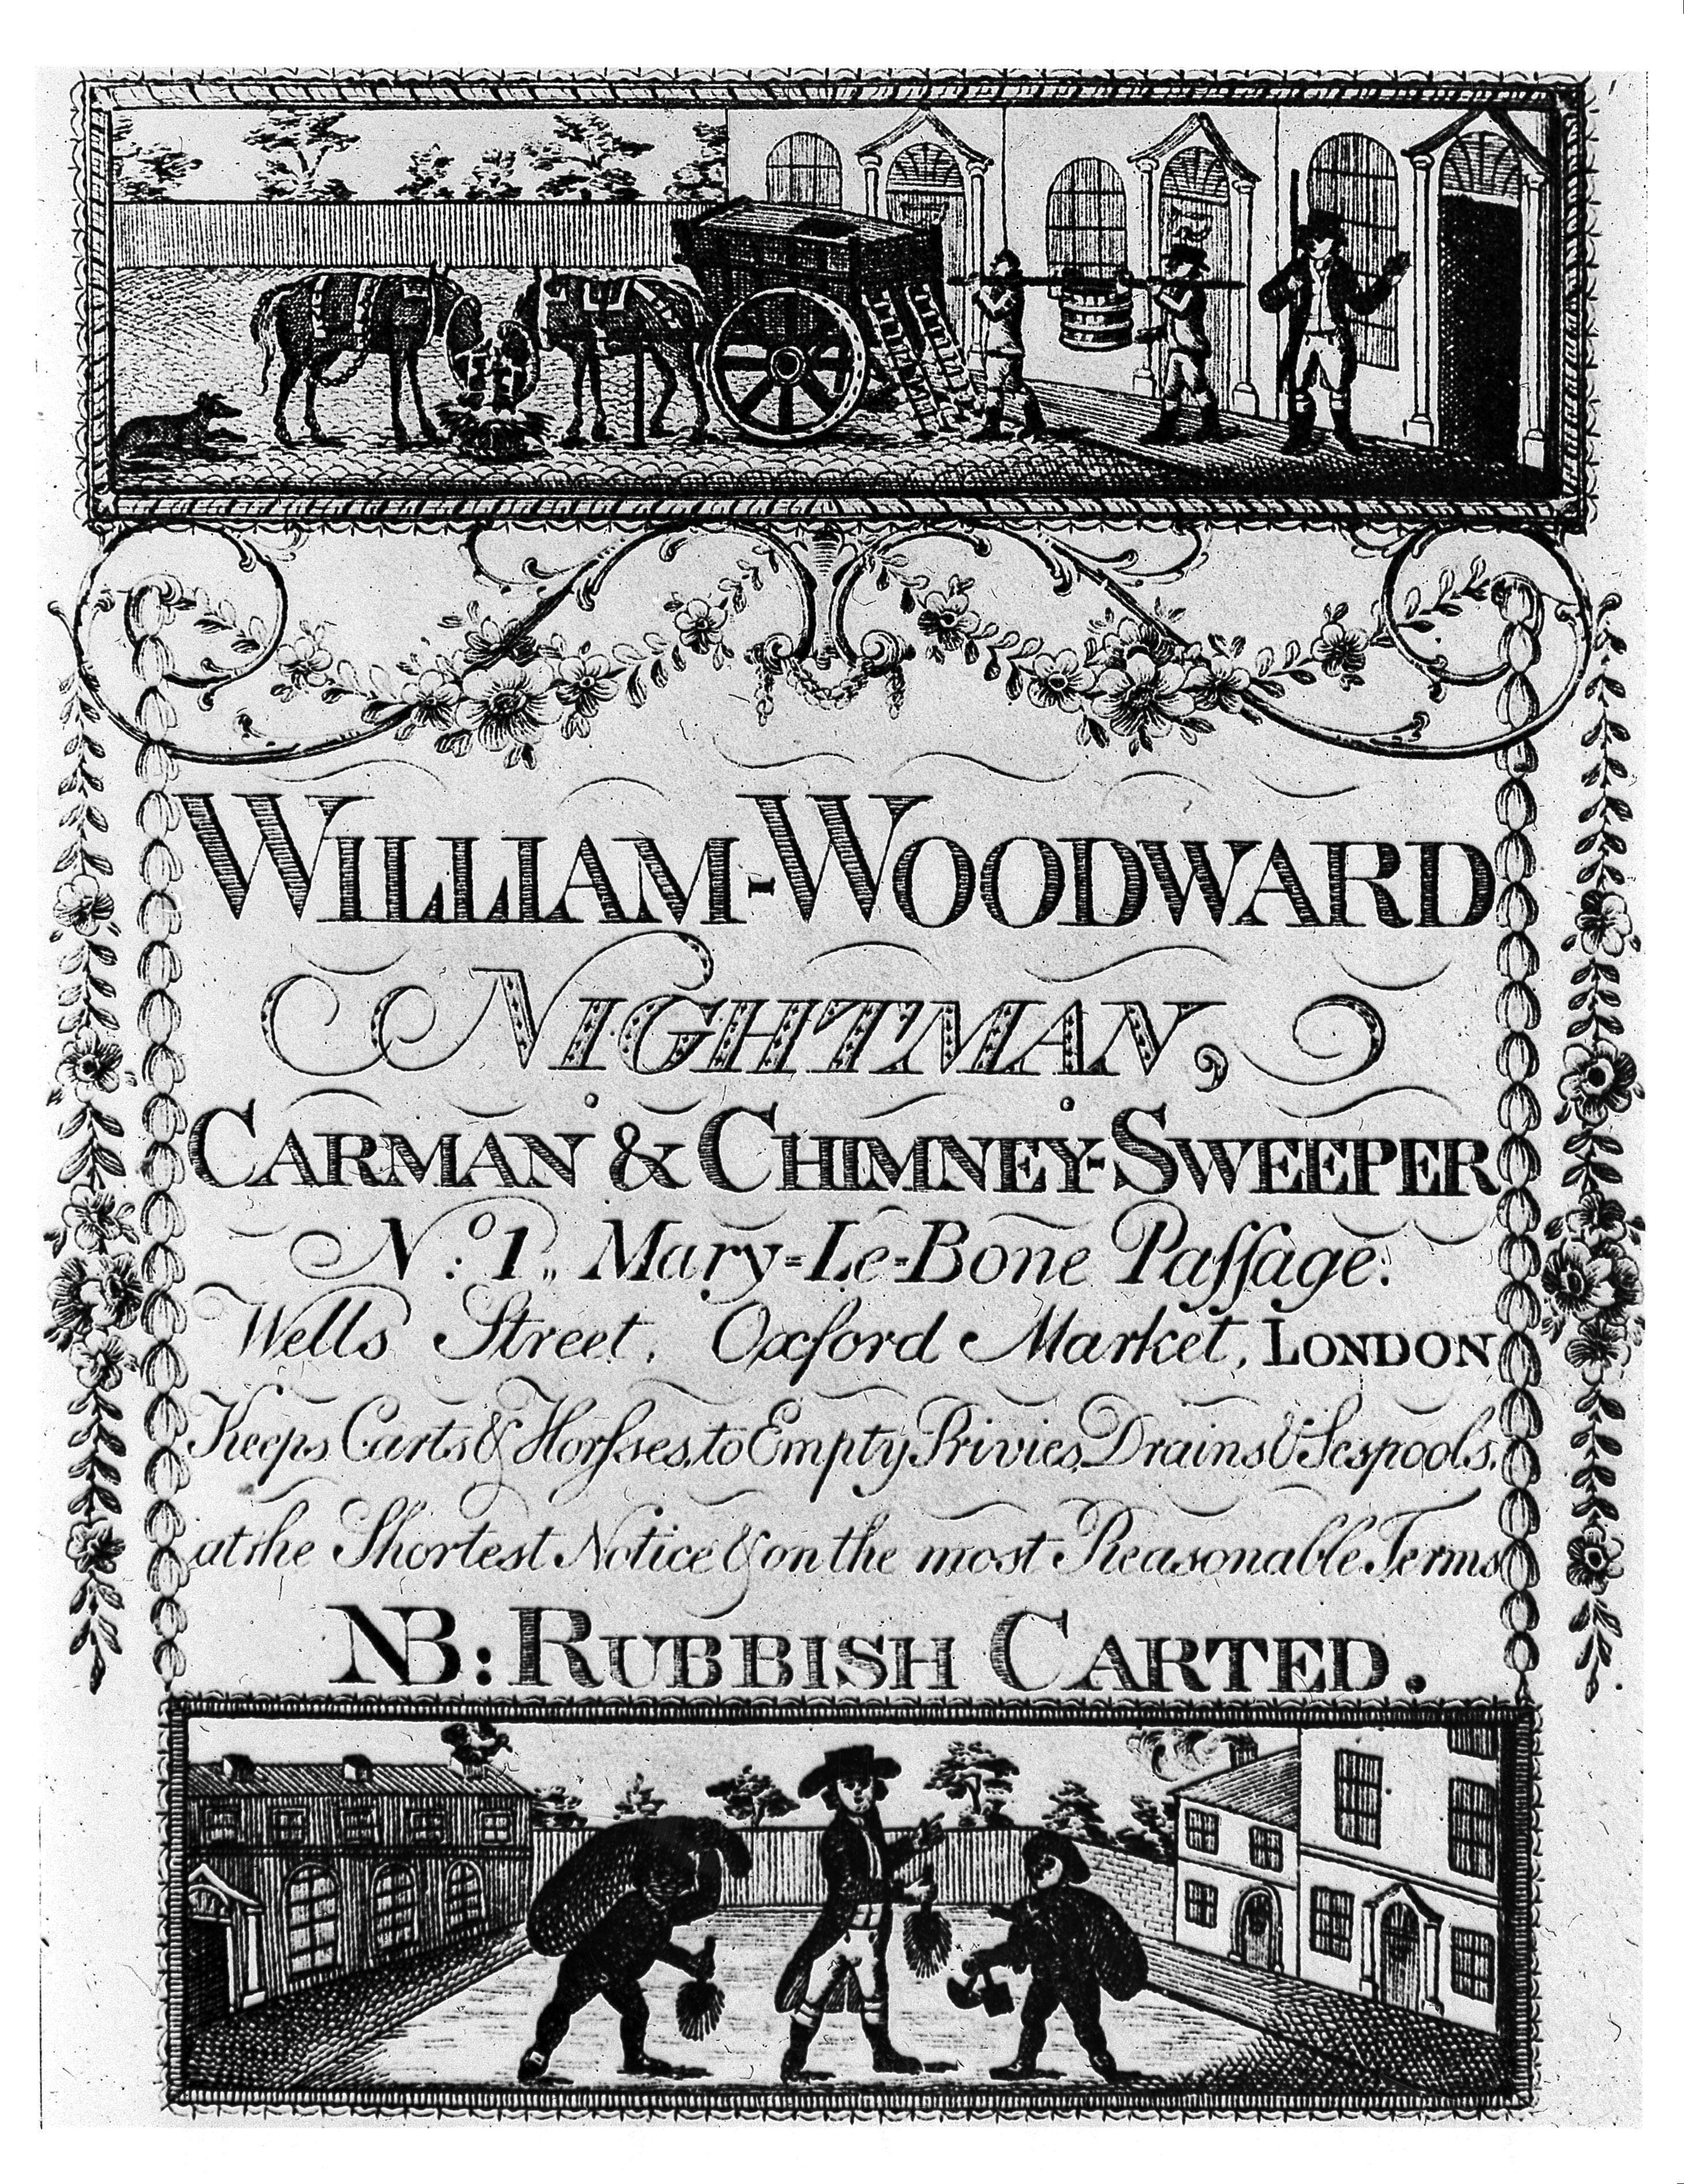 WILLIAM-WOODWARD
NIGHTMAN,
CARMAN & CHIMNEY-SWEEPER
N.º 1,, Mary=Le=Bone Paſsage.
Wells Street, Oxford Market, LONDON
Keeps Carts & Horſses, to Empty Privies, Drains & Sespools,
at the Shortest Notice & on the most Reasonable Terms
NB: RUBBISH CARTED.